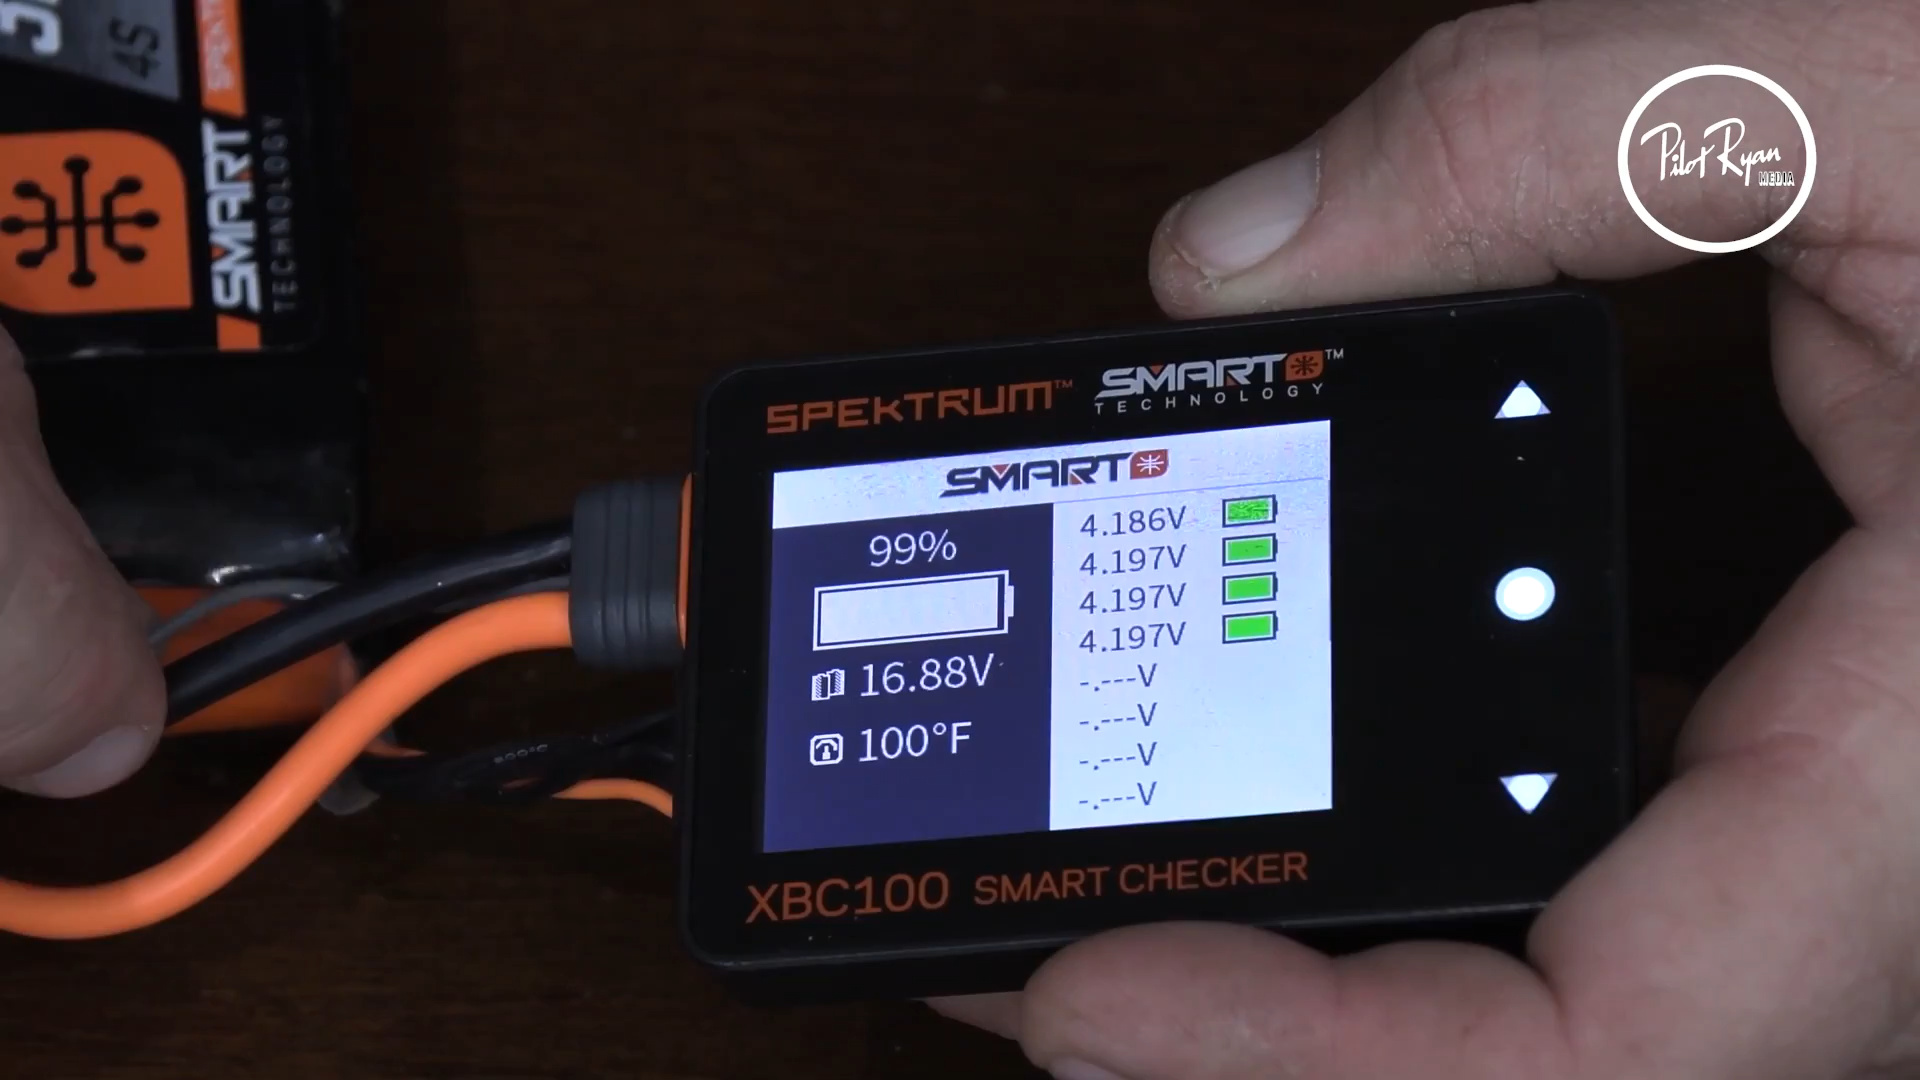 4S
SPEKT
SMART
TECHNOLOGY
Pilot Ryan
MEDIA
SPEKTRUM™
SMART™
TECHNOLOGY
SMART
99%
16.88V
100°F
4.186V
4.197V
4.197V
4.197V
-.---V
-.---V
-.---V
-.---V
XBC100 SMART CHECKER